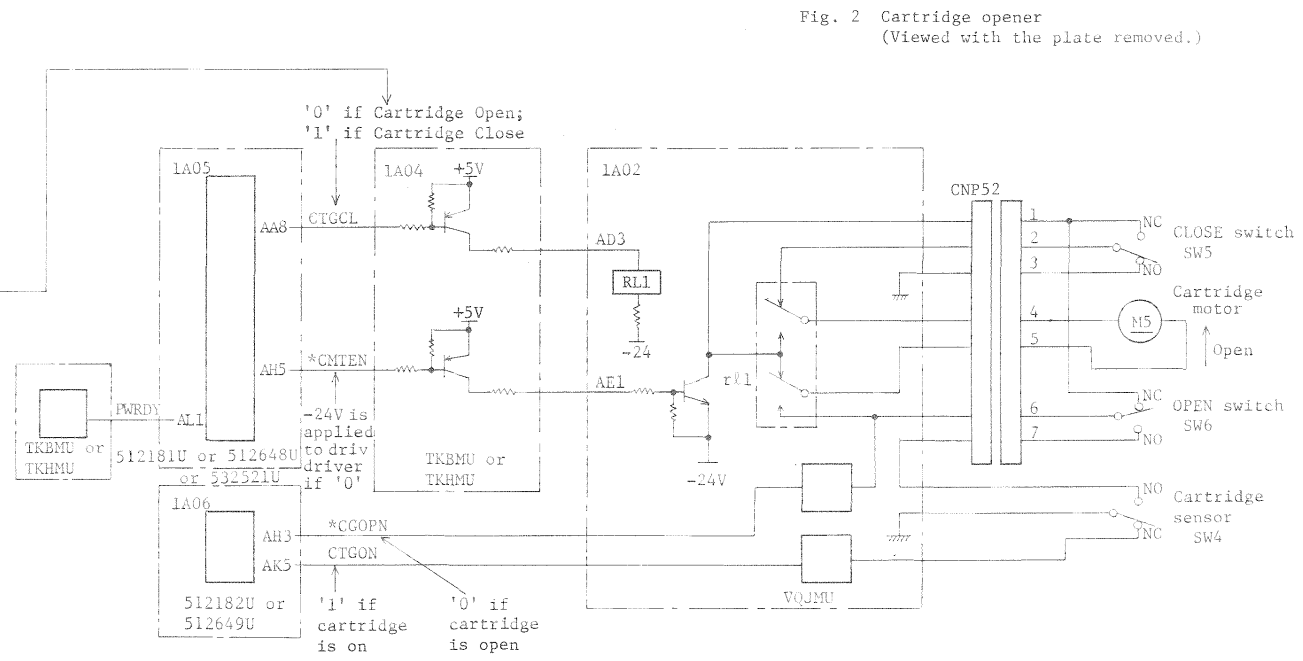 Fig. 2 Cartridge opener
(Viewed with the plate removed.)
'0' if Cartridge Open;
'1' if Cartridge Close
1A05
1A04
+5V
1A02
CNP52
AA8
CTGCL
AD3
RL1
-24
+5V
AH5
*CMTEN
AE1
rℓ1
-24V
PWRDY
AL1
TKBMU or
TKHMU
512181U or 512648U
or 532521U
-24V is
applied
to driv
driver
if '0'
TKBMU or
TKHMU
1
2
3
4
5
6
7
NC
NO
CLOSE switch
SW5
Cartridge
motor
M5
Open
NC
NO
OPEN switch
SW6
NO
NC
Cartridge
sensor
SW4
1A06
AH3
*CGOPN
AK5
CTGON
512182U or
512649U
'1' if
cartridge
is on
'0' if
cartridge
is open
VQJMU